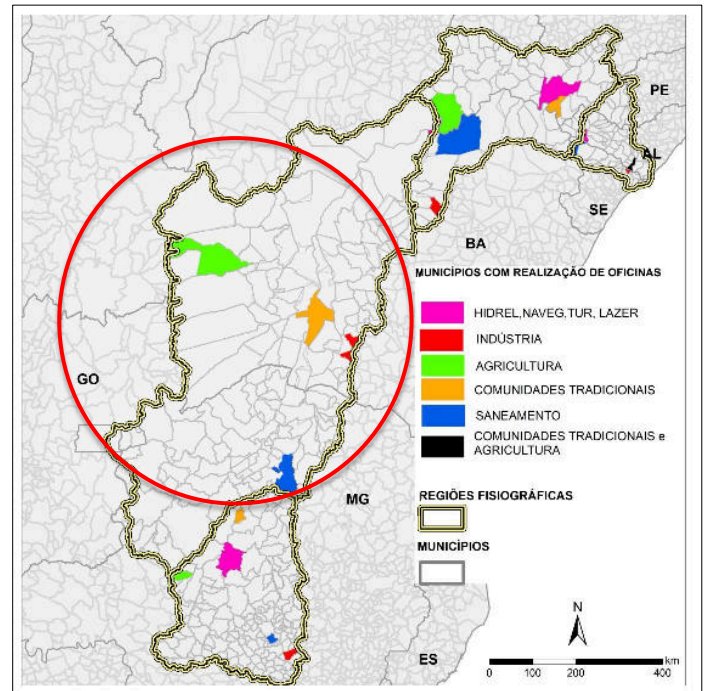 PE
AL
SE
BA
MUNICÍPIOS COM REALIZAÇÃO DE OFICINAS
HIDREL,NAVEG,TUR, LAZER
INDÚSTRIA
AGRICULTURA
COMUNIDADES TRADICIONAIS
SANEAMENTO
COMUNIDADES TRADICIONAIS e
AGRICULTURA
GO
MG
REGIÕES FISIOGRÁFICAS
MUNICÍPIOS
ES
N
km
0 100 200 400